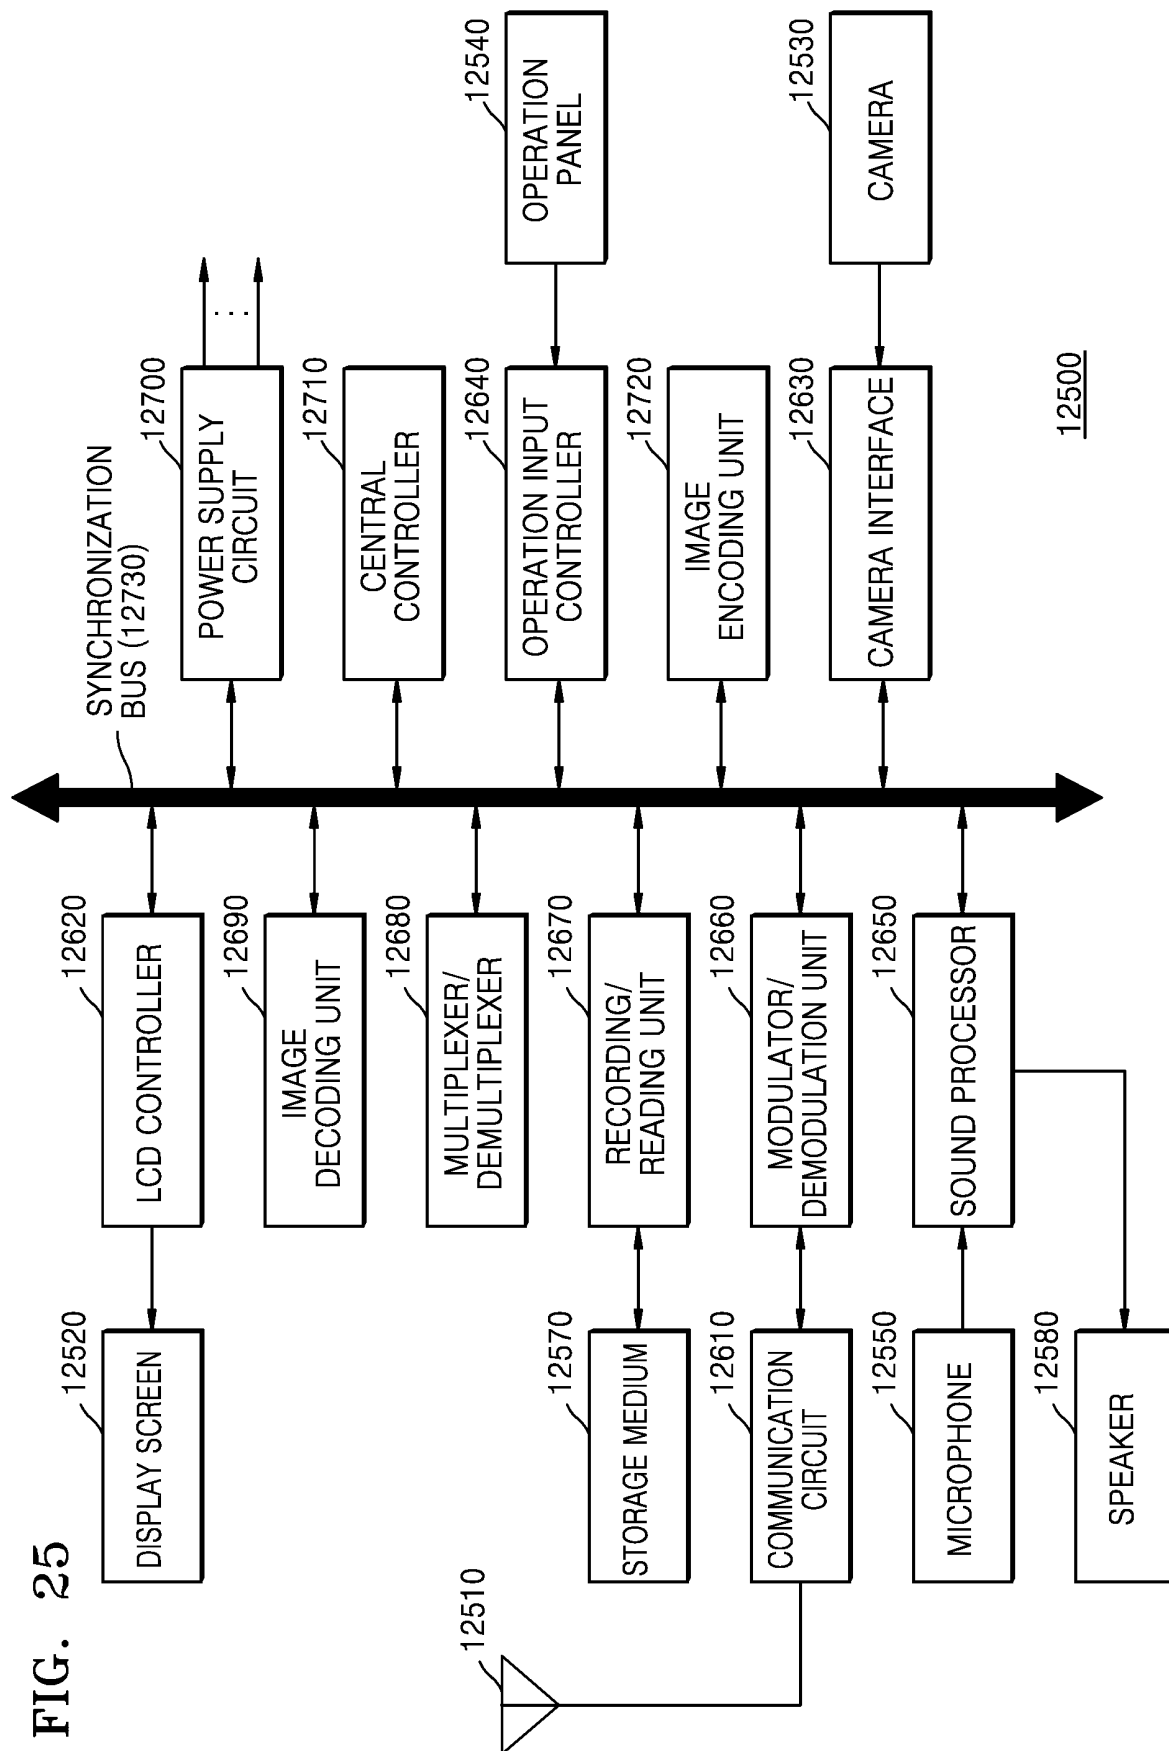 FIG. 25
12510
12520
DISPLAY SCREEN
12620
LCD CONTROLLER
12690
IMAGE
DECODING UNIT
12680
MULTIPLEXER/
DEMULTIPLEXER
12570
STORAGE MEDIUM
12670
RECORDING/
READING UNIT
12610
COMMUNICATION
CIRCUIT
12660
MODULATOR/
DEMODULATION UNIT
12550
MICROPHONE
12650
SOUND PROCESSOR
12580
SPEAKER
SYNCHRONIZATION
BUS (12730)
12700
POWER SUPPLY
CIRCUIT
...
12710
CENTRAL
CONTROLLER
12640
OPERATION INPUT
CONTROLLER
12540
OPERATION
PANEL
12720
IMAGE
ENCODING UNIT
12630
CAMERA INTERFACE
12530
CAMERA
12500